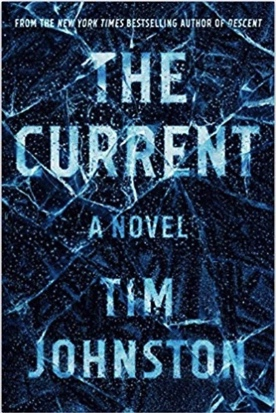 FROM THE NEW YORK TIMES BESTSELLING AUTHOR OF DESCENT
THE
CURRENT
A NOVEL
TIM
JOHNSTON